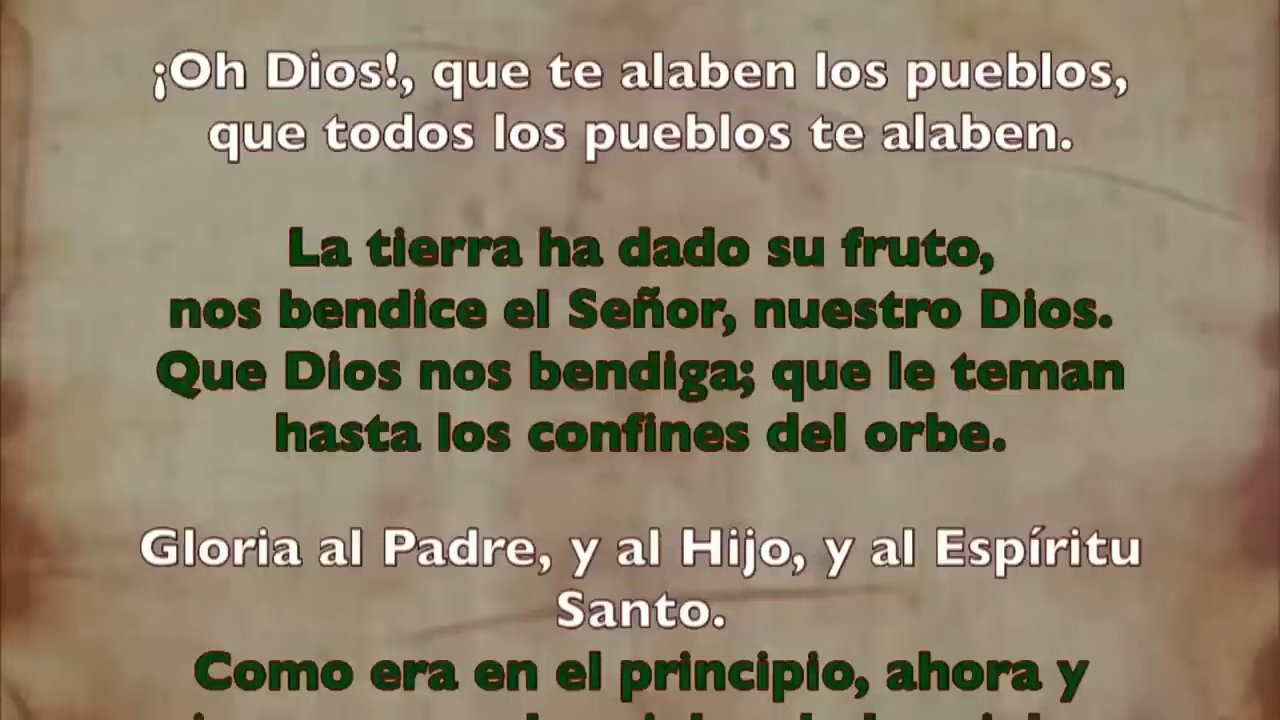 ¡Oh Dios!, que te alaben los pueblos,
que todos los pueblos te alaben.
La tierra ha dado su fruto,
nos bendice el Señor, nuestro Dios.
Que Dios nos bendiga; que le teman
hasta los confines del orbe.
Gloria al Padre, y al Hijo, y al Espíritu
Santo.
Como era en el principio, ahora y